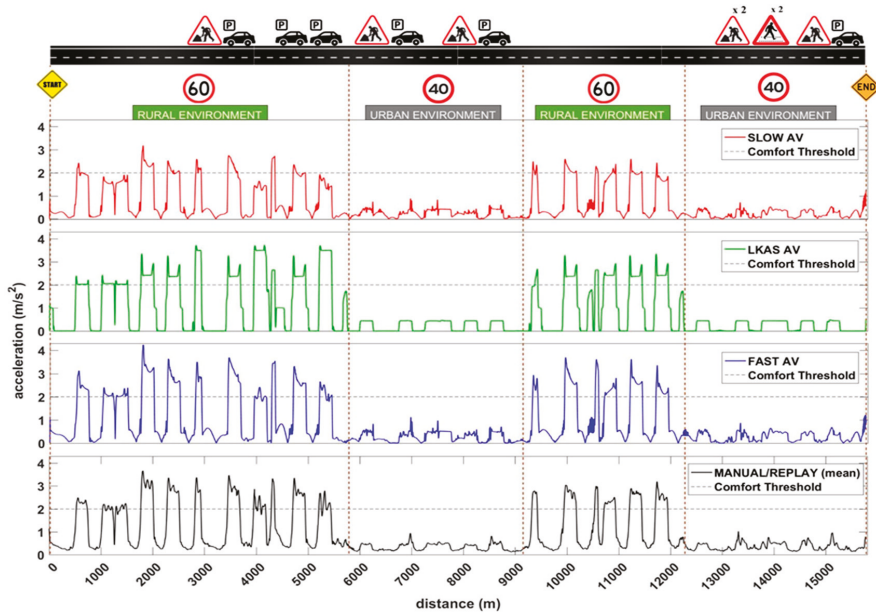 x 2 x 2
P P P P P P
START 60 40 60 40 END
RURAL ENVIRONMENT URBAN ENVIRONMENT RURAL ENVIRONMENT URBAN ENVIRONMENT
4
3
2
1
0
SLOW AV
Comfort Threshold
4
3
2
1
0
LKAS AV
Comfort Threshold
4
3
2
1
0
FAST AV
Comfort Threshold
4
3
2
1
0
MANUAL/REPLAY (mean)
Comfort Threshold
acceleration (m/s²)
0 1000 2000 3000 4000 5000 6000 7000 8000 9000 10000 11000 12000 13000 14000 15000
distance (m)